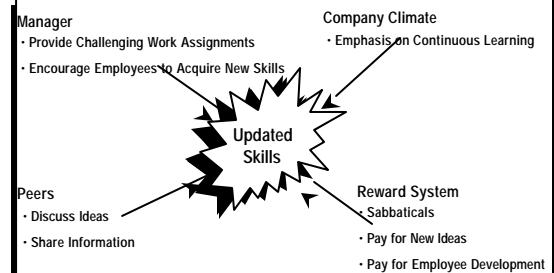 Manager
· Provide Challenging Work Assignments
· Encourage Employees to Acquire New Skills
Company Climate
· Emphasis on Continuous Learning
Updated
Skills
Peers
· Discuss Ideas
· Share Information
Reward System
· Sabbaticals
· Pay for New Ideas
· Pay for Employee Development